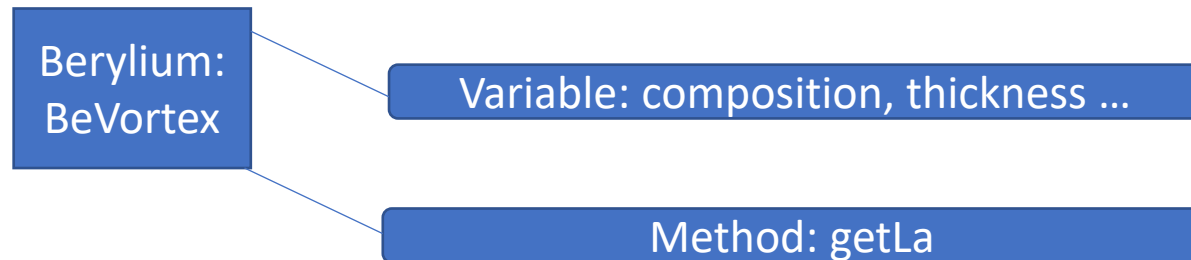 Berylium:
BeVortex
Variable: composition, thickness ...
Method: getLa